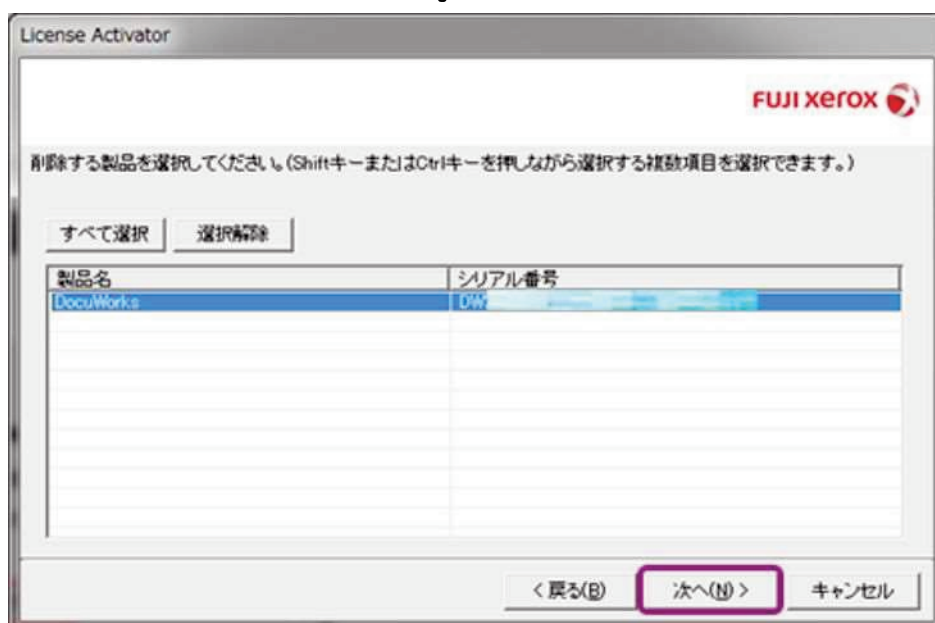 License Activator
FUJI xerox
削除する製品を選択してください。(ShiftキーまたはCtrlキーを押しながら選択する複数項目を選択できます。)
すべて選択 選択解除
製品名 シリアル番号
DocuWorks DW
<戻る(B) 次へ(N)> キャンセル